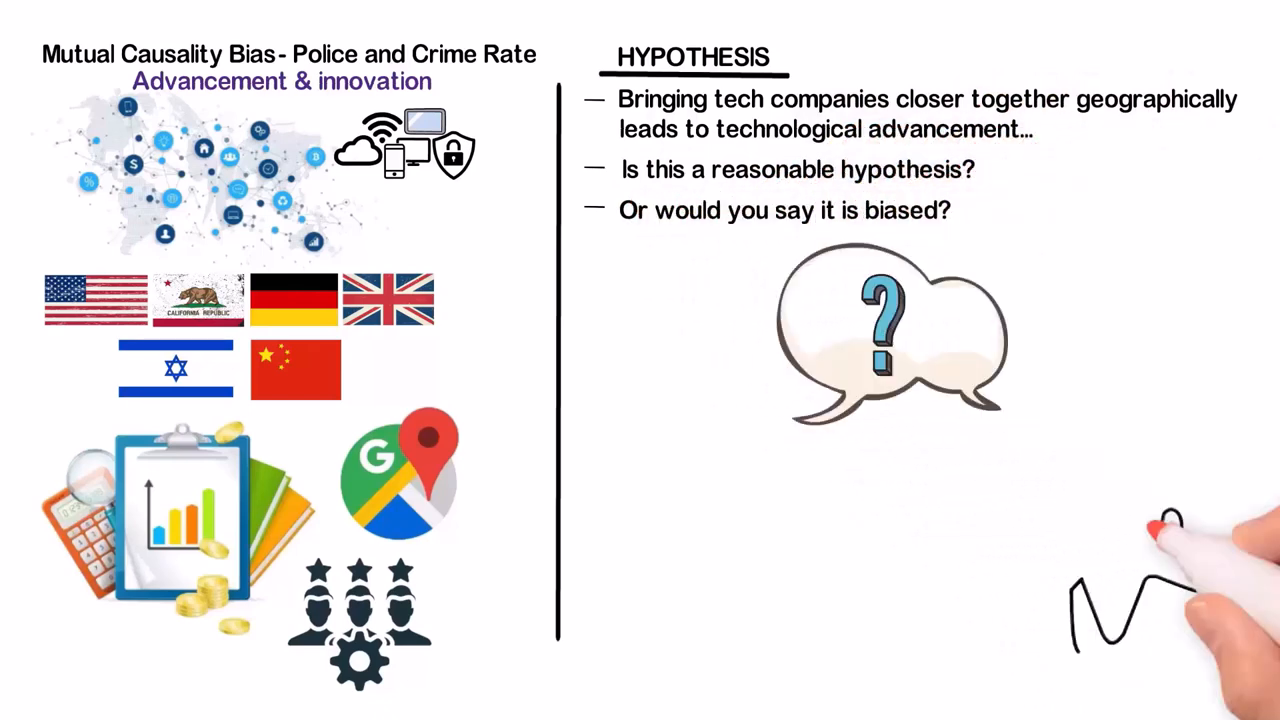 Mutual Causality Bias- Police and Crime Rate
Advancement & innovation
CALIFORNIA REPUBLIC
G
HYPOTHESIS
— Bringing tech companies closer together geographically
leads to technological advancement...
— Is this a reasonable hypothesis?
— Or would you say it is biased?
?